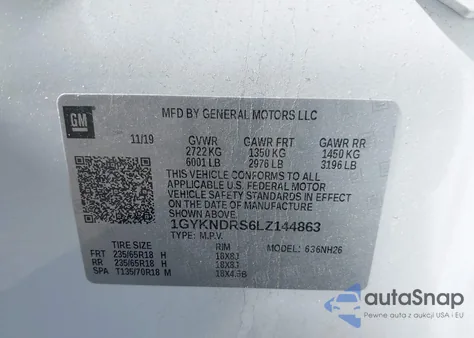 MFD BY GENERAL MOTORS LLC
GM
11/19 GVWR GAWR FRT GAWR RR
2722 KG 1350 KG 1450 KG
6001 LB 2976 LB 3196 LB
THIS VEHICLE CONFORMS TO ALL
APPLICABLE U.S. FEDERAL MOTOR
VEHICLE SAFETY STANDARDS IN EFFECT
ON THE DATE OF MANUFACTURE SHOWN
ABOVE.
1GYKNDRS6LZ144863
TYPE: M.P.V. MODEL: 6NH26
TIRE SIZE RIM
FRT 235/65R18 H 18X8J
RR 235/65R18 H 18X8J
SPA T135/70R18 M 18X4.5B
autaSnap
Pewne auta z aukcji USA i EU